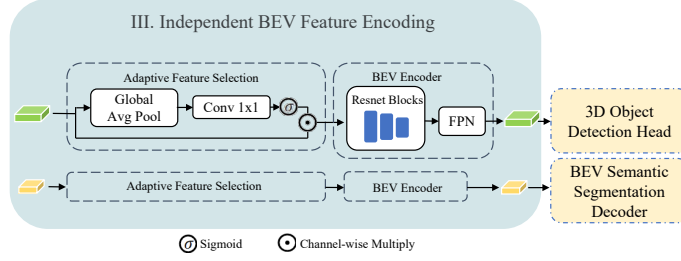 III. Independent BEV Feature Encoding
Adaptive Feature Selection
BEV Encoder
Global
Avg Pool
Conv 1x1
σ
Resnet Blocks
FPN
3D Object
Detection Head
Adaptive Feature Selection
BEV Encoder
BEV Semantic
Segmentation
Decoder
σ Sigmoid
Channel-wise Multiply